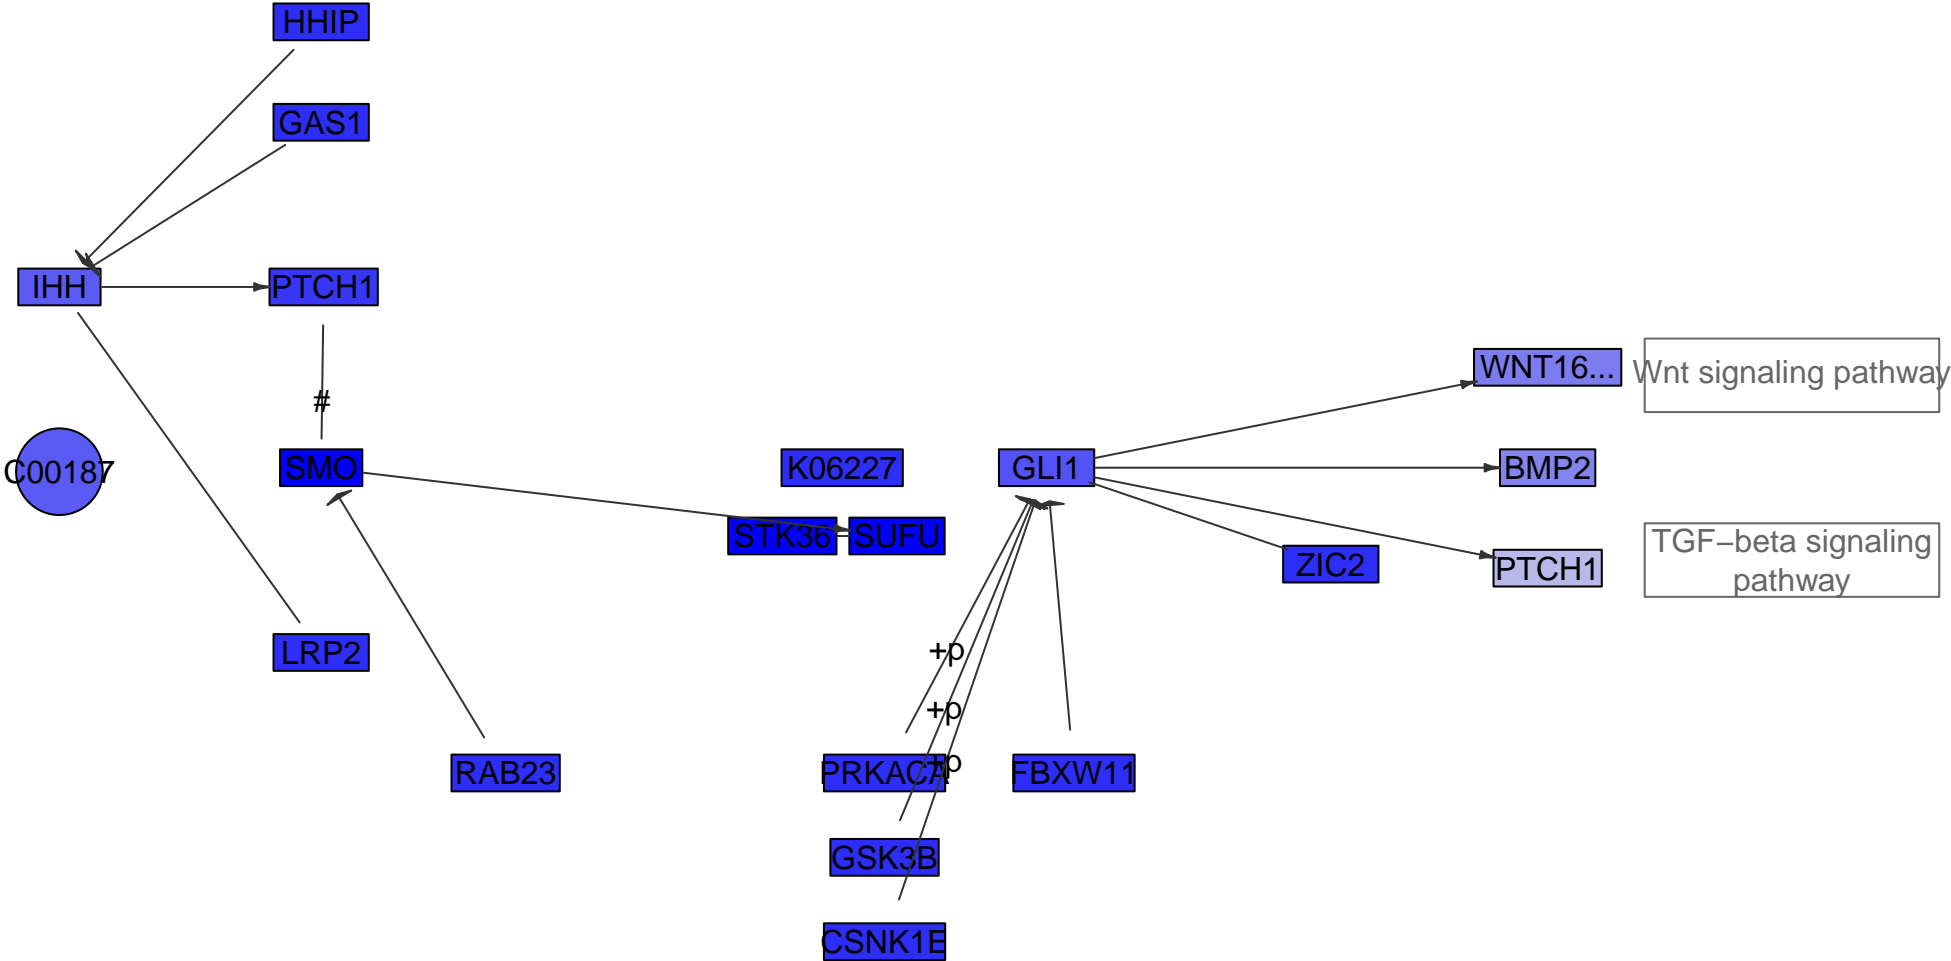 HHIP
GAS1
IHH
PTCH1
WNT16...
Wnt signaling pathway
#
C00187
SMO
K06227
GLI1
BMP2
STK36
SUFU
ZIC2
PTCH1
TGF−beta signaling
pathway
LRP2
+p
+p
+p
RAB23
PRKACA
FBXW11
GSK3B
CSNK1E